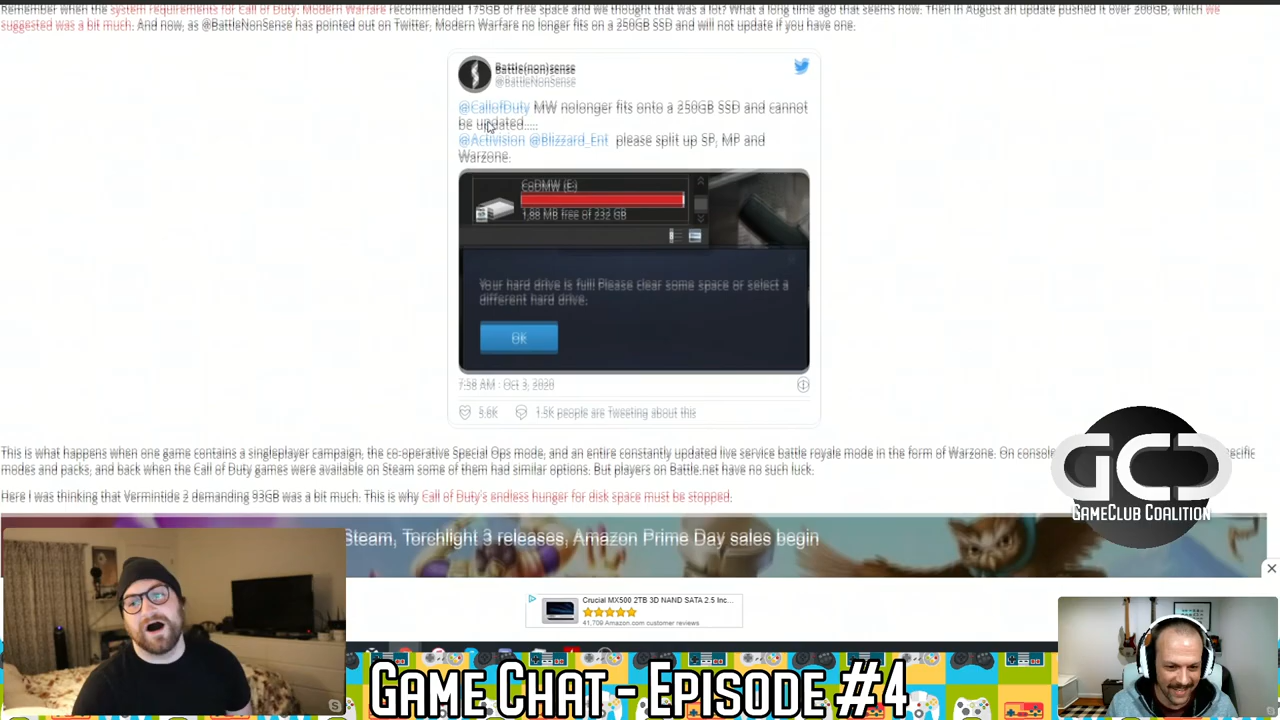 Remember when the system requirements for Call of Duty: Modern Warfare recommended 175GB of free space and we thought that was a lot? What a long time ago that seems now. Then in August an update pushed it over 200GB, which we
suggested was a bit much. And now, as @BattleNonSense has pointed out on Twitter, Modern Warfare no longer fits on a 250GB SSD and will not update if you have one.
Battle(non)sense
@BattleNonSense
@CallofDuty MW nolonger fits onto a 250GB SSD and cannot
be updated.....
@Activision @Blizzard_Ent please split up SP, MP and
Warzone.
CoDMW (E:)
1,88 MB free of 232 GB
Your hard drive is full! Please clear some space or select a
different hard drive.
OK
7:58 AM · Oct 3, 2020
5.6K 1.5K people are Tweeting about this
This is what happens when one game contains a singleplayer campaign, the co-operative Special Ops mode, and an entire constantly updated live service battle royale mode in the form of Warzone. On consol
modes and packs, and back when the Call of Duty games were available on Steam some of them had similar options. But players on Battle.net have no such luck.
Here I was thinking that Vermintide 2 demanding 93GB was a bit much. This is why Call of Duty's endless hunger for disk space must be stopped.
GCD
GAMECLUB COALITION
Steam, Torchlight 3 releases, Amazon Prime Day sales begin
Crucial MX500 2TB 3D NAND SATA 2.5 Inc...
41,709 Amazon.com customer reviews
GAME CHAT - EPISODE #4